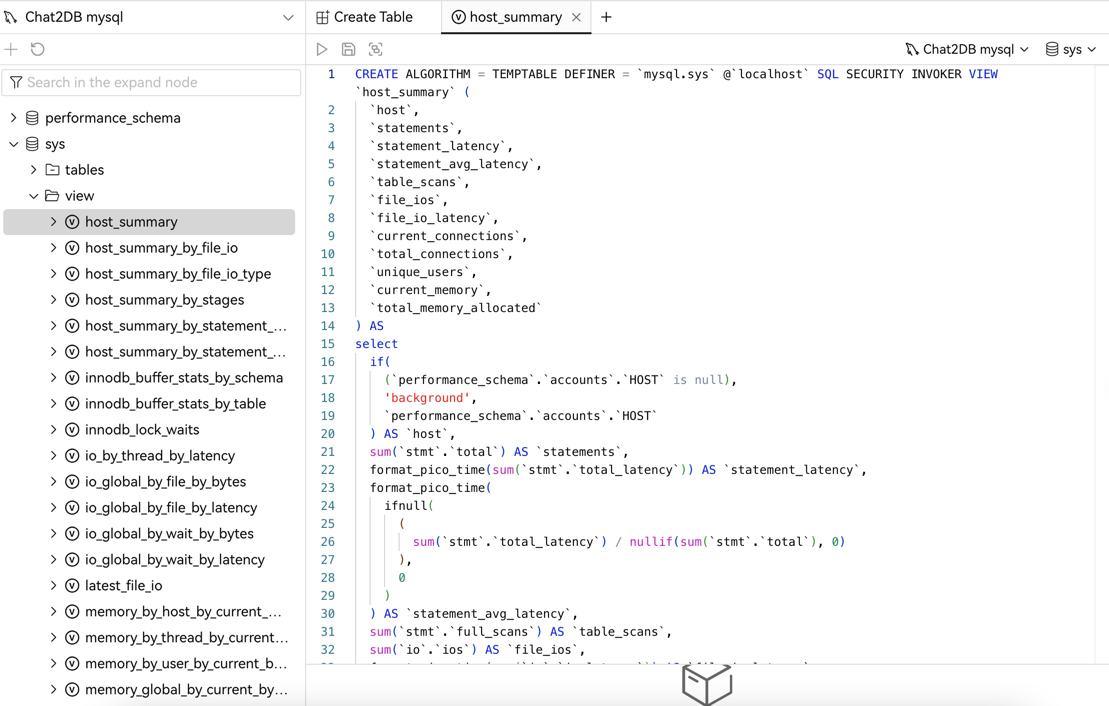 Chat2DB mysql
Create Table
host_summary
Search in the expand node
performance_schema
sys
tables
view
host_summary
host_summary_by_file_io
host_summary_by_file_io_type
host_summary_by_stages
host_summary_by_statement_...
host_summary_by_statement_...
innodb_buffer_stats_by_schema
innodb_buffer_stats_by_table
innodb_lock_waits
io_by_thread_by_latency
io_global_by_file_by_bytes
io_global_by_file_by_latency
io_global_by_wait_by_bytes
io_global_by_wait_by_latency
latest_file_io
memory_by_host_by_current_...
memory_by_thread_by_current...
memory_by_user_by_current_b...
memory_global_by_current_by...
Chat2DB mysql
sys
1 CREATE ALGORITHM = TEMPTABLE DEFINER = `mysql.sys` @`localhost` SQL SECURITY INVOKER VIEW
`host_summary` (
2 `host`,
3 `statements`,
4 `statement_latency`,
5 `statement_avg_latency`,
6 `table_scans`,
7 `file_ios`,
8 `file_io_latency`,
9 `current_connections`,
10 `total_connections`,
11 `unique_users`,
12 `current_memory`,
13 `total_memory_allocated`
14 ) AS
15 select
16 if(
17 (`performance_schema`.`accounts`.`HOST` is null),
18 'background',
19 `performance_schema`.`accounts`.`HOST`
20 ) AS `host`,
21 sum(`stmt`.`total`) AS `statements`,
22 format_pico_time(sum(`stmt`.`total_latency`)) AS `statement_latency`,
23 format_pico_time(
24 ifnull(
25 (
26 sum(`stmt`.`total_latency`) / nullif(sum(`stmt`.`total`), 0)
27 ),
28 0
29 )
30 ) AS `statement_avg_latency`,
31 sum(`stmt`.`full_scans`) AS `table_scans`,
32 sum(`io`.`ios`) AS `file_ios`,